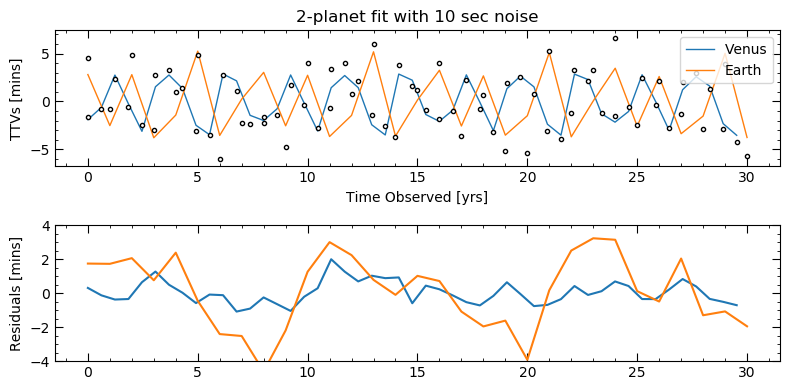 2-planet fit with 10 sec noise
TTVs [mins]
5
0
−5
Venus
Earth
0 5 10 15 20 25 30
Time Observed [yrs]
Residuals [mins]
4
2
0
−2
−4
0 5 10 15 20 25 30